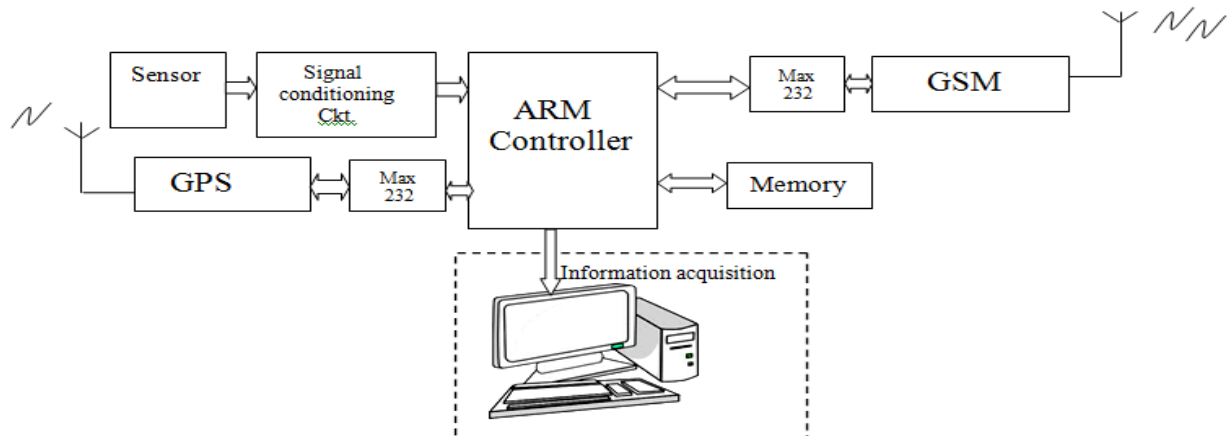 Sensor
Signal
conditioning
Ckt.
ARM
Controller
Max
232
GSM
GPS
Max
232
Memory
Information acquisition